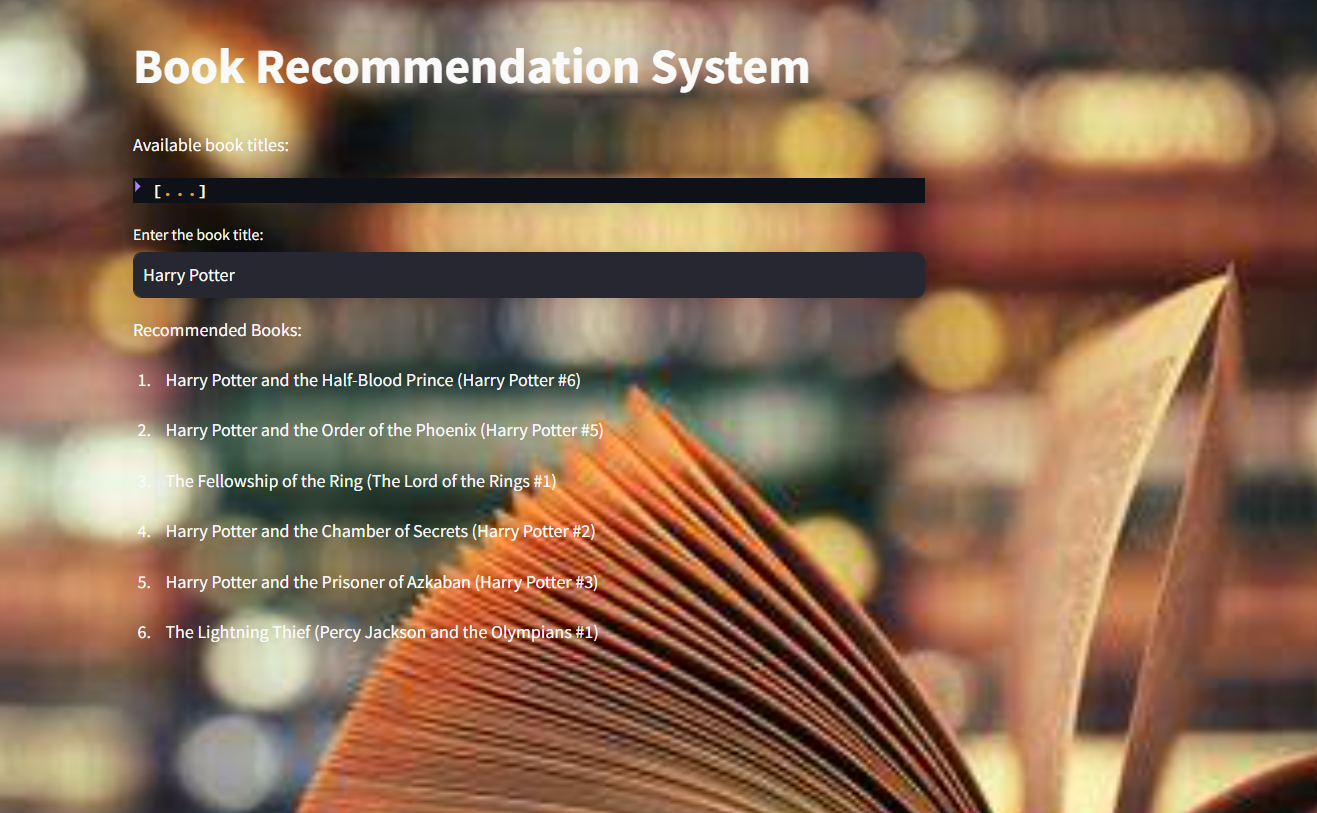 Book Recommendation System
Available book titles:
[...]
Enter the book title:
Harry Potter
Recommended Books:
1. Harry Potter and the Half-Blood Prince (Harry Potter #6)
2. Harry Potter and the Order of the Phoenix (Harry Potter #5)
3. The Fellowship of the Ring (The Lord of the Rings #1)
4. Harry Potter and the Chamber of Secrets (Harry Potter #2)
5. Harry Potter and the Prisoner of Azkaban (Harry Potter #3)
6. The Lightning Thief (Percy Jackson and the Olympians #1)